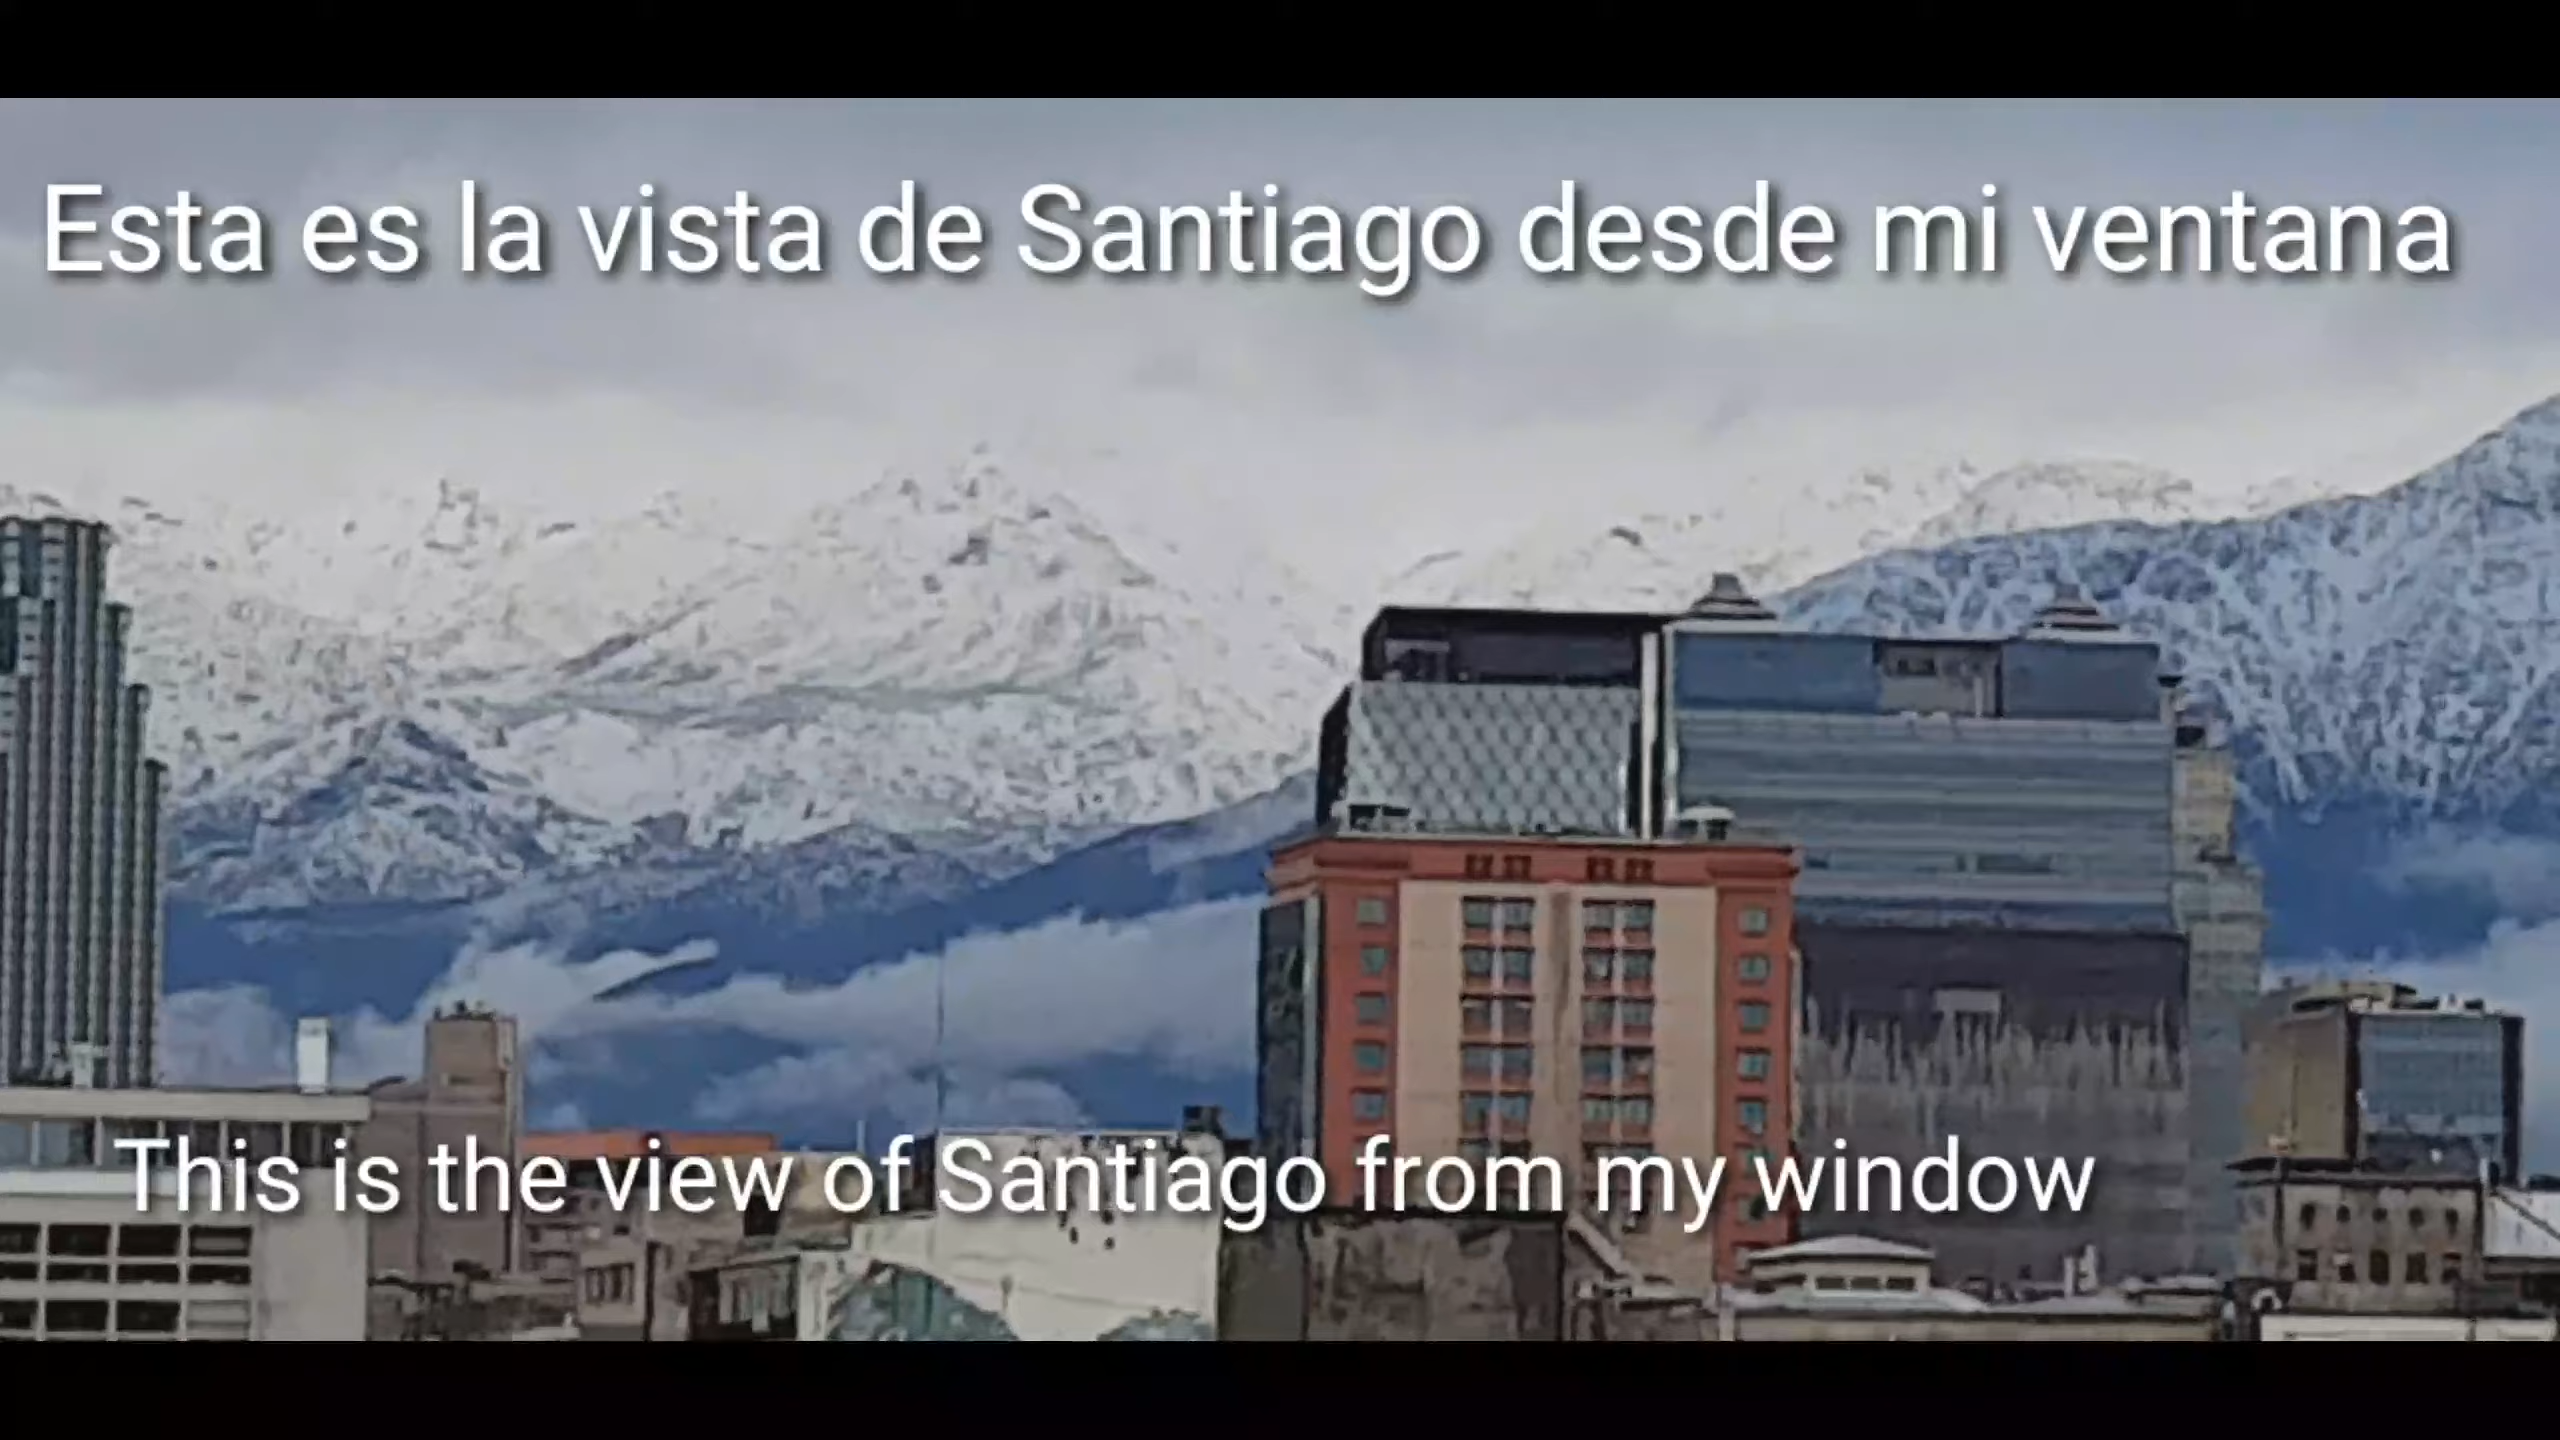 Esta es la vista de Santiago desde mi ventana
This is the view of Santiago from my window